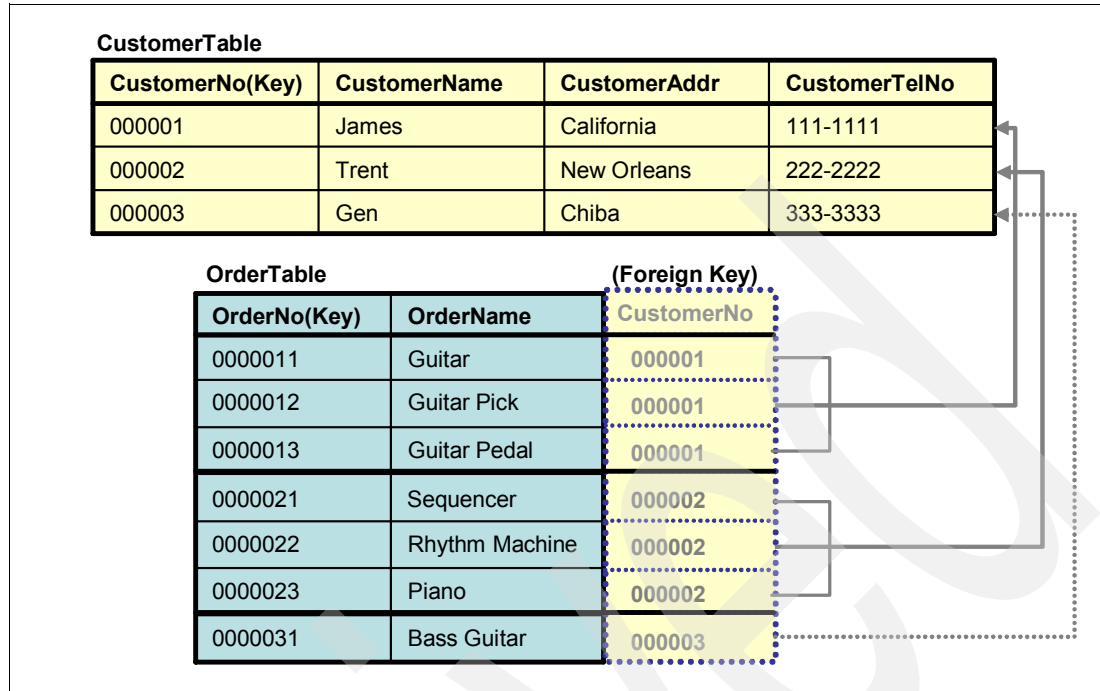 CustomerTable
CustomerNo(Key) CustomerName CustomerAddr CustomerTelNo
000001 James California 111-1111
000002 Trent New Orleans 222-2222
000003 Gen Chiba 333-3333
OrderTable (Foreign Key)
OrderNo(Key) OrderName CustomerNo
0000011 Guitar 000001
0000012 Guitar Pick 000001
0000013 Guitar Pedal 000001
0000021 Sequencer 000002
0000022 Rhythm Machine 000002
0000023 Piano 000002
0000031 Bass Guitar 000003